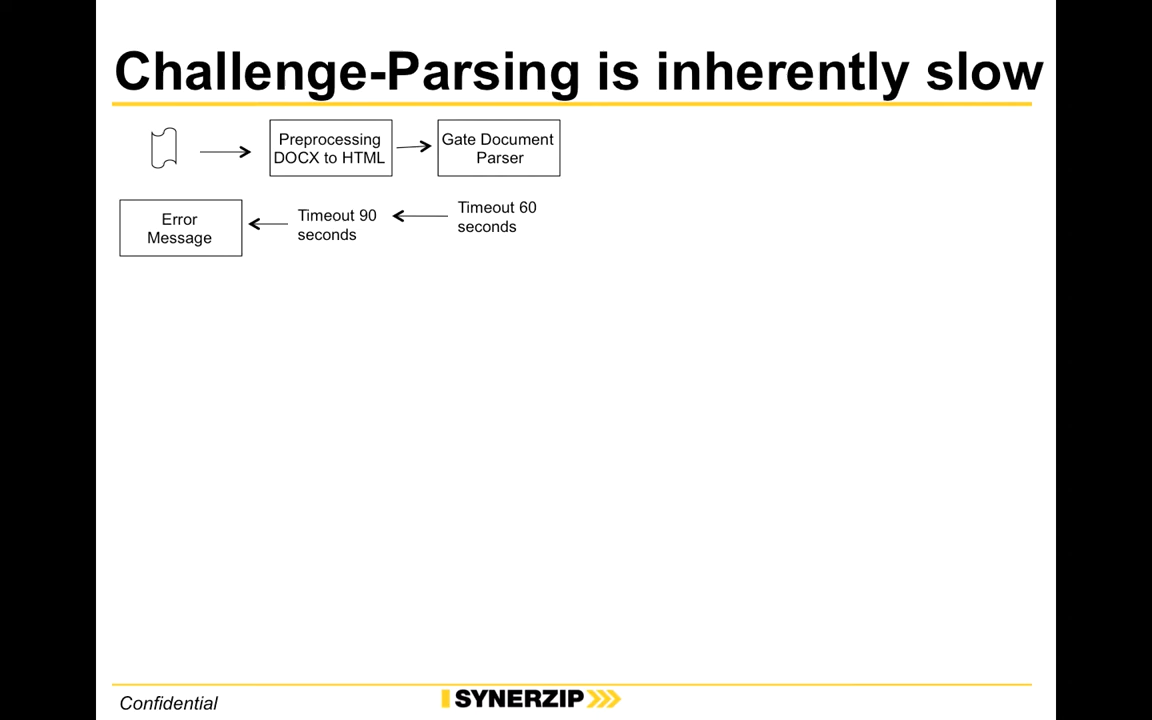 Challenge-Parsing is inherently slow
Preprocessing
DOCX to HTML
Gate Document
Parser
Error
Message
Timeout 90
seconds
Timeout 60
seconds
Confidential
SYNERZIP